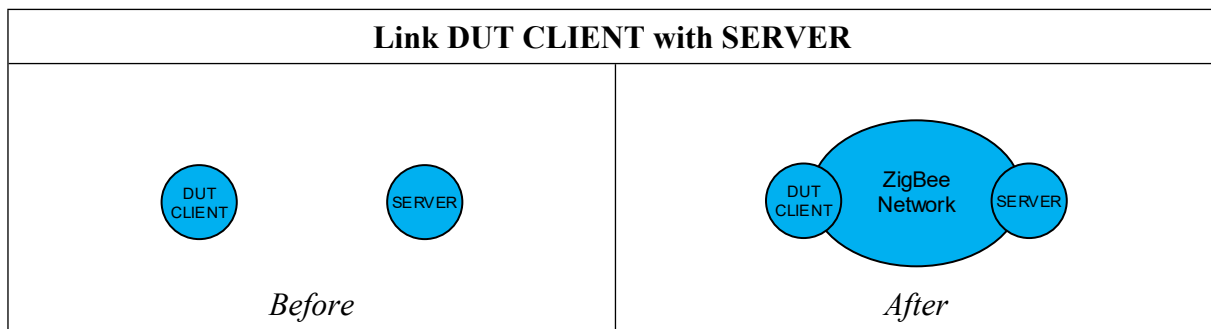 Link DUT CLIENT with SERVER
DUT
CLIENT
SERVER
Before
DUT
CLIENT
ZigBee
Network
SERVER
After